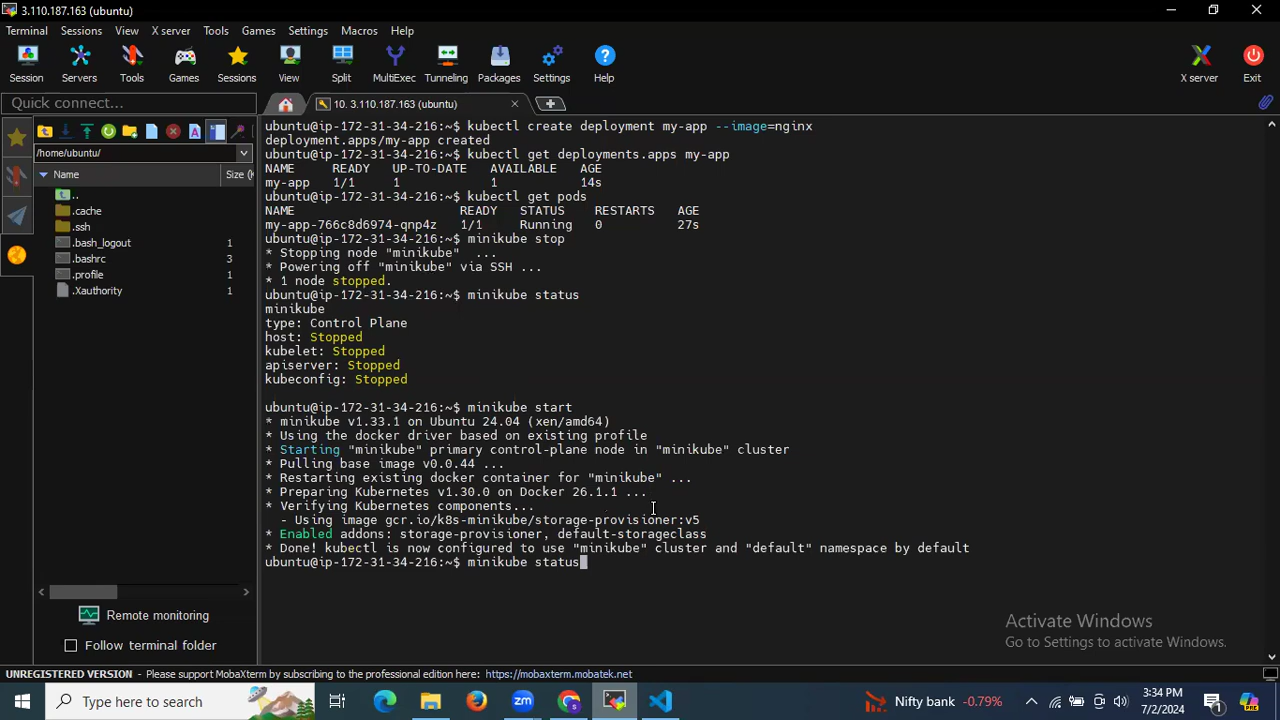 3.110.187.163 (ubuntu)
Terminal Sessions View X server Tools Games Settings Macros Help
Session Servers Tools Games Sessions View Split MultiExec Tunneling Packages Settings Help X server Exit
Quick connect...
10. 3.110.187.163 (ubuntu)
/home/ubuntu/
Name Size (K
..
.cache
.ssh
.bash_logout 1
.bashrc 3
.profile 1
.Xauthority 1
Remote monitoring
Follow terminal folder
ubuntu@ip-172-31-34-216:~$ kubectl create deployment my-app --image=nginx
deployment.apps/my-app created
ubuntu@ip-172-31-34-216:~$ kubectl get deployments.apps my-app
NAME READY UP-TO-DATE AVAILABLE AGE
my-app 1/1 1 1 14s
ubuntu@ip-172-31-34-216:~$ kubectl get pods
NAME READY STATUS RESTARTS AGE
my-app-766c8d6974-qnp4z 1/1 Running 0 27s
ubuntu@ip-172-31-34-216:~$ minikube stop
* Stopping node "minikube" ...
* Powering off "minikube" via SSH ...
* 1 node stopped.
ubuntu@ip-172-31-34-216:~$ minikube status
minikube
type: Control Plane
host: Stopped
kubelet: Stopped
apiserver: Stopped
kubeconfig: Stopped
ubuntu@ip-172-31-34-216:~$ minikube start
* minikube v1.33.1 on Ubuntu 24.04 (xen/amd64)
* Using the docker driver based on existing profile
* Starting "minikube" primary control-plane node in "minikube" cluster
* Pulling base image v0.0.44 ...
* Restarting existing docker container for "minikube" ...
* Preparing Kubernetes v1.30.0 on Docker 26.1.1 ...
* Verifying Kubernetes components...
- Using image gcr.io/k8s-minikube/storage-provisioner:v5
* Enabled addons: storage-provisioner, default-storageclass
* Done! kubectl is now configured to use "minikube" cluster and "default" namespace by default
ubuntu@ip-172-31-34-216:~$ minikube status
Activate Windows
Go to Settings to activate Windows.
UNREGISTERED VERSION - Please support MobaXterm by subscribing to the professional edition here: https://mobaxterm.mobatek.net
Type here to search
zm
Nifty bank -0.79%
3:34 PM
7/2/2024
1
PRE